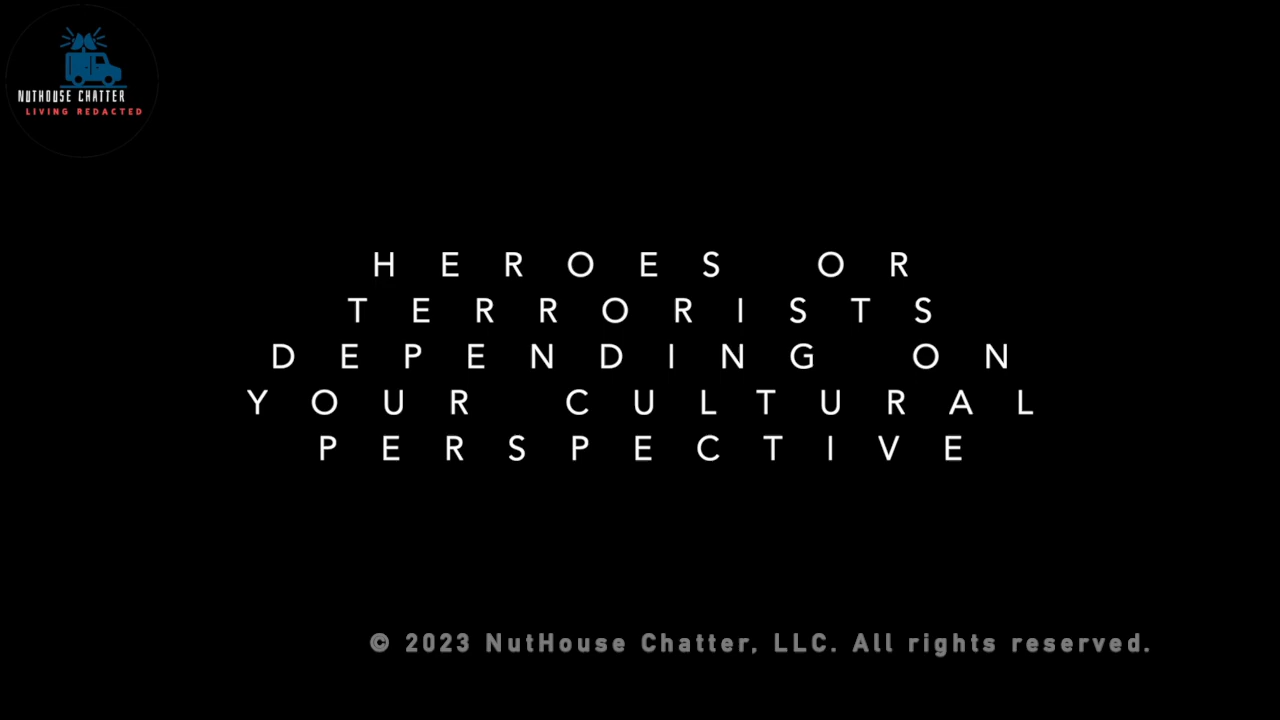 NUTHOUSE CHATTER
LIVING REDACTED
HEROES OR
TERRORISTS
DEPENDING ON
YOUR CULTURAL
PERSPECTIVE
© 2023 NutHouse Chatter, LLC. All rights reserved.